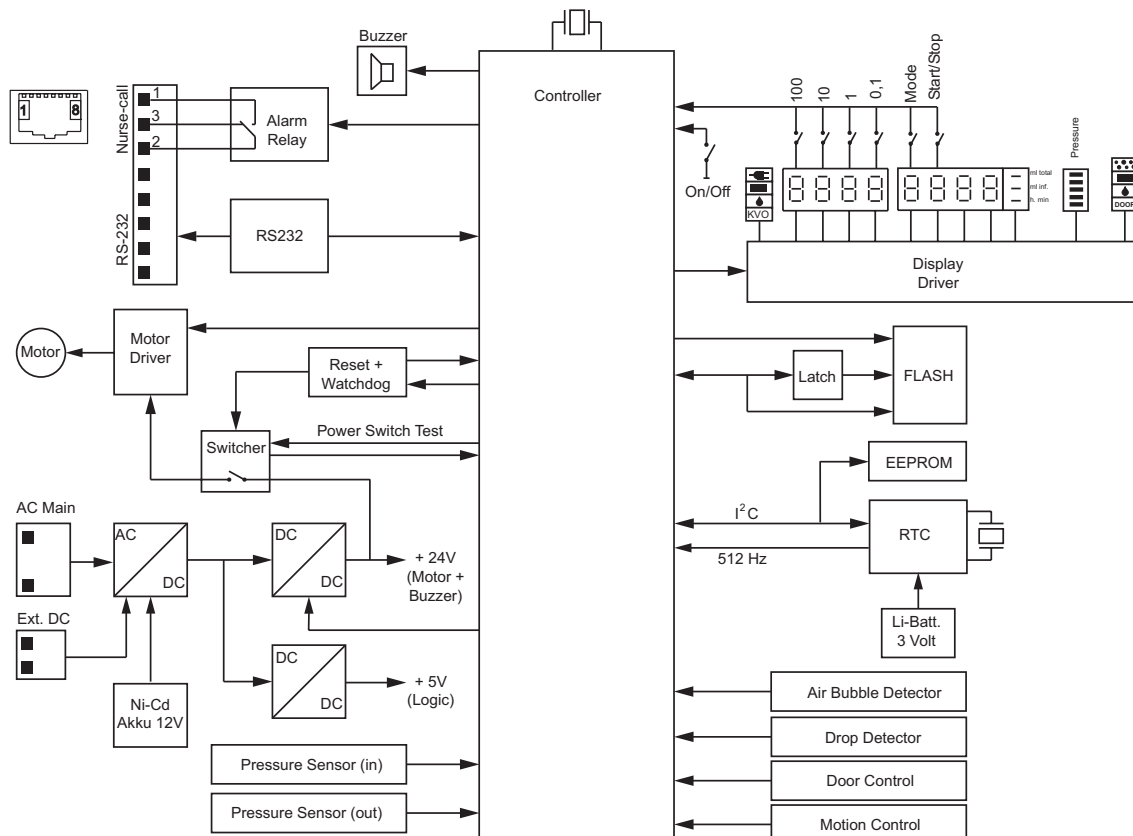 Buzzer
Controller
1 8
Nurse-call
1
3
2
Alarm
Relay
RS-232
RS232
100
10
1
0,1
Mode
Start/Stop
Pressure
On/Off
KVO
ml total
ml inf.
h. min
DOOR
Display
Driver
Motor
Motor
Driver
Reset +
Watchdog
Switcher
Power Switch Test
Latch
FLASH
EEPROM
I²C
RTC
512 Hz
Li-Batt.
3 Volt
AC Main
AC
DC
DC
DC
+ 24V
(Motor +
Buzzer)
Ext. DC
Ni-Cd
Akku 12V
DC
DC
+ 5V
(Logic)
Air Bubble Detector
Drop Detector
Door Control
Motion Control
Pressure Sensor (in)
Pressure Sensor (out)